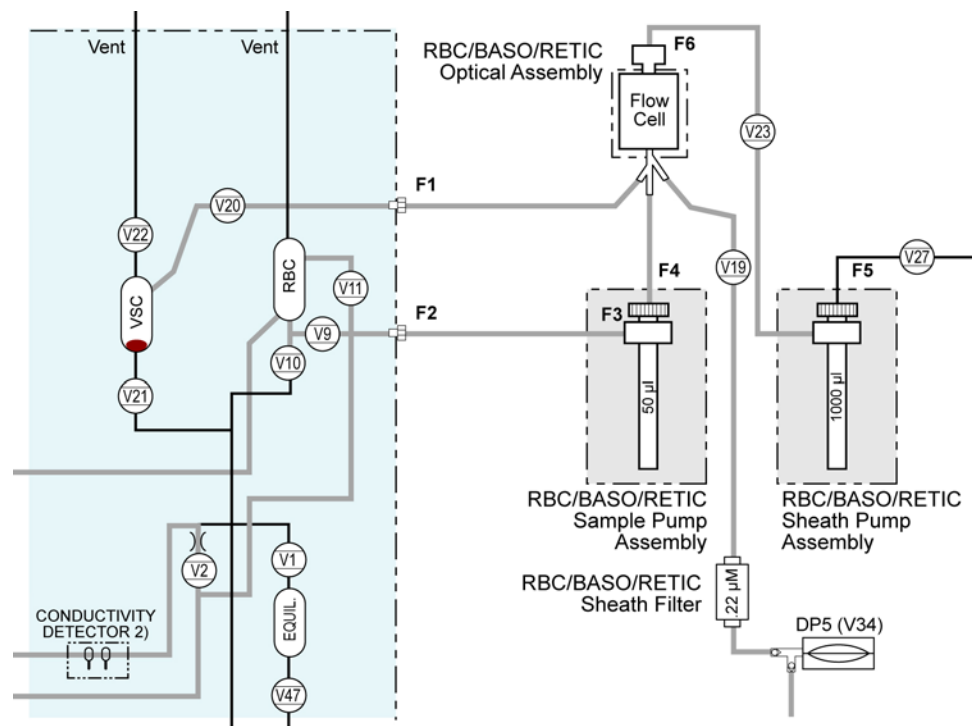 Vent
Vent
RBC/BASO/RETIC
Optical Assembly
F6
Flow
Cell
V23
F1
V20
V22
RBC
V11
V19
F4
F5
V27
VSC
F2
F3
V9
V10
V21
50 µl
1000 µl
RBC/BASO/RETIC
Sample Pump
Assembly
RBC/BASO/RETIC
Sheath Pump
Assembly
V1
V2
RBC/BASO/RETIC
Sheath Filter
.22 µM
EQUIL.
CONDUCTIVITY
DETECTOR 2)
DP5 (V34)
V47